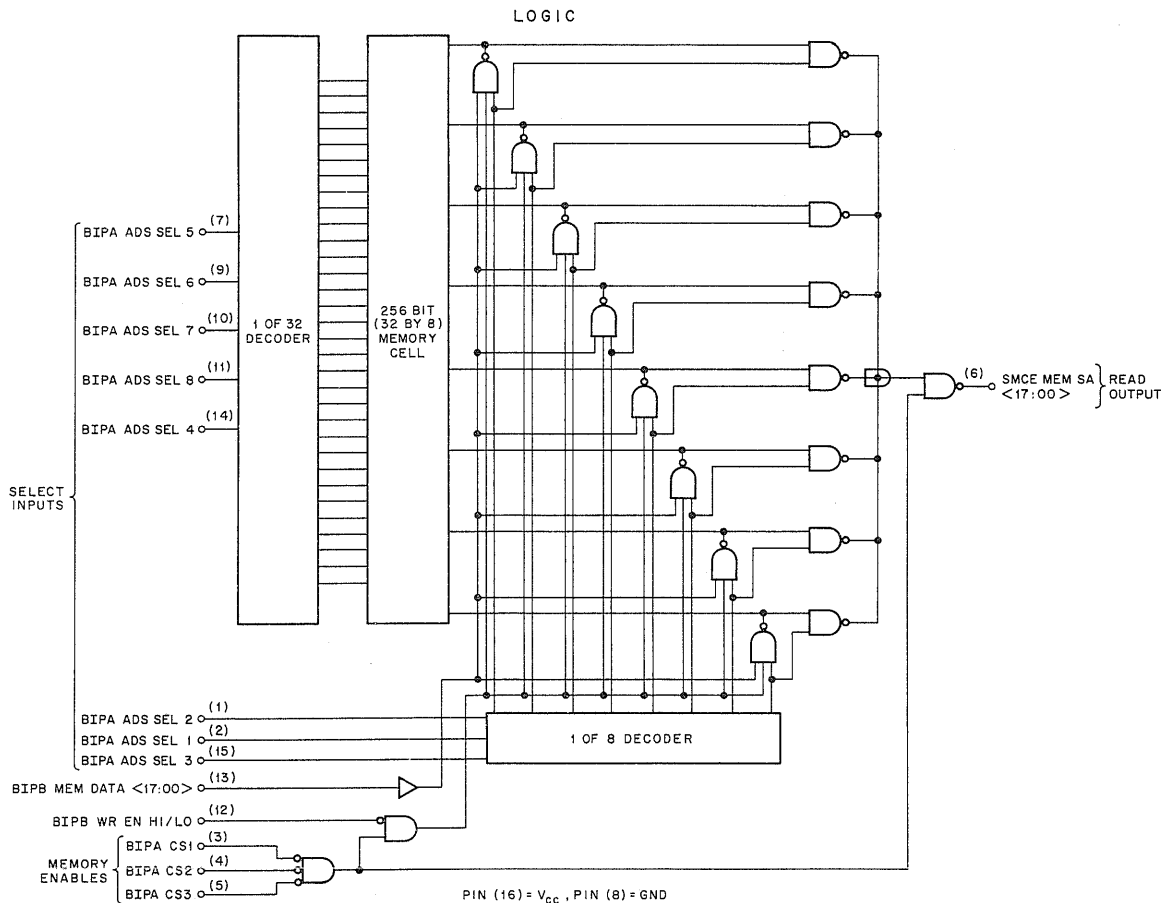 LOGIC
(7)
BIPA ADS SEL 5
(9)
BIPA ADS SEL 6
(10)
BIPA ADS SEL 7
(11)
BIPA ADS SEL 8
(14)
BIPA ADS SEL 4
SELECT
INPUTS
1 OF 32
DECODER
256 BIT
(32 BY 8)
MEMORY
CELL
(6)
SMCE MEM SA
<17:00>
READ
OUTPUT
(1)
BIPA ADS SEL 2
(2)
BIPA ADS SEL 1
(15)
BIPA ADS SEL 3
1 OF 8 DECODER
(13)
BIPB MEM DATA <17:00>
(12)
BIPB WR EN HI/LO
(3)
BIPA CS1
(4)
BIPA CS2
(5)
BIPA CS3
MEMORY
ENABLES
PIN (16) = VCC , PIN (8) = GND